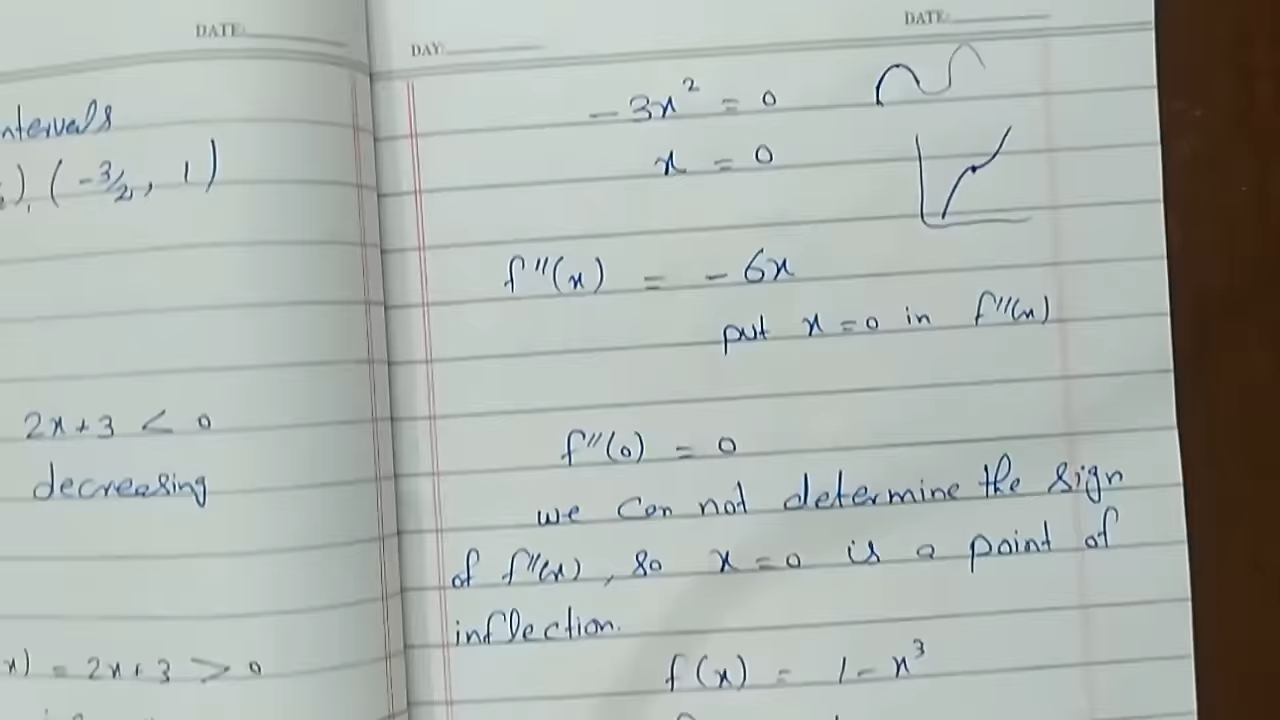 DATE:
ntervals
(-3/2, 1)
2x+3 < 0
decreasing
x) = 2x+3 > 0
DAY:
DATE:
-3x² = 0
x = 0
f"(x) = -6x
put x=0 in f"(x)
f"(0) = 0
we can not determine the sign
of f"(x), so x=0 is a point of
inflection.
f(x) = 1-x³